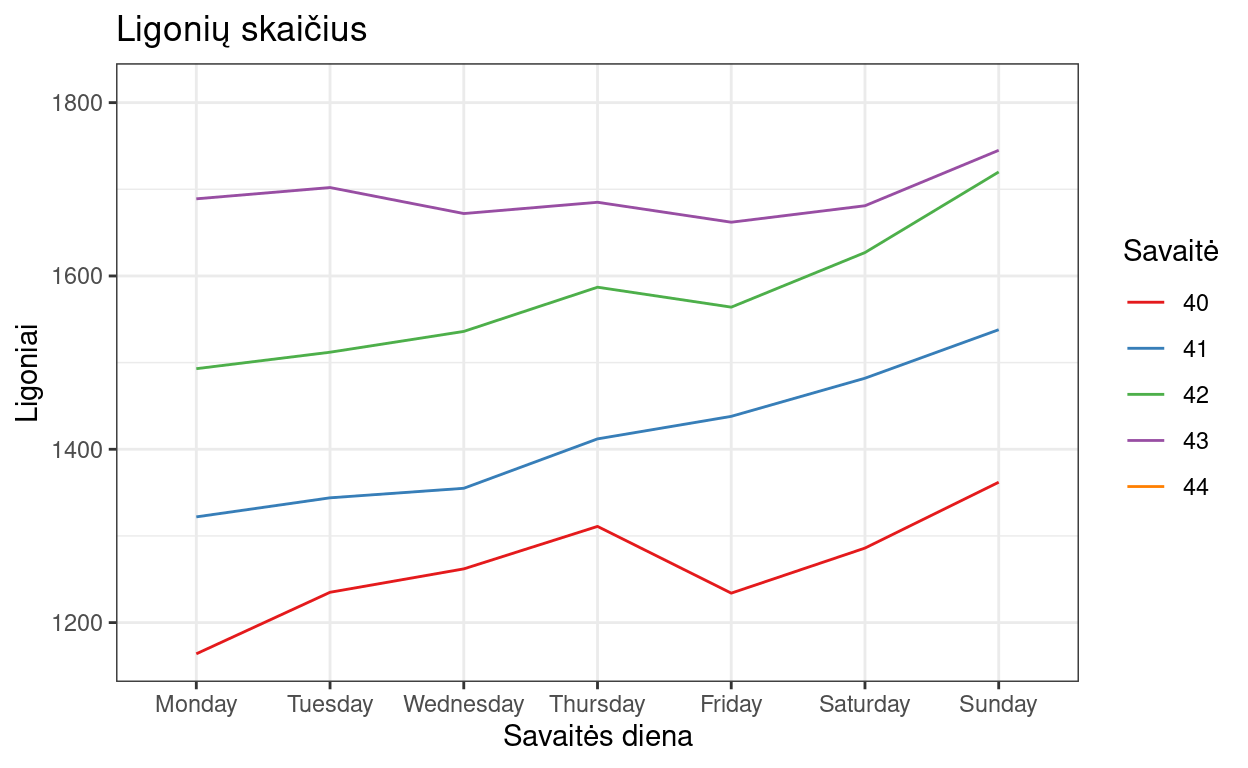 Ligonių skaičius
Ligoniai
1800
1600
1400
1200
Monday Tuesday Wednesday Thursday Friday Saturday Sunday
Savaitės diena
Savaitė
40
41
42
43
44